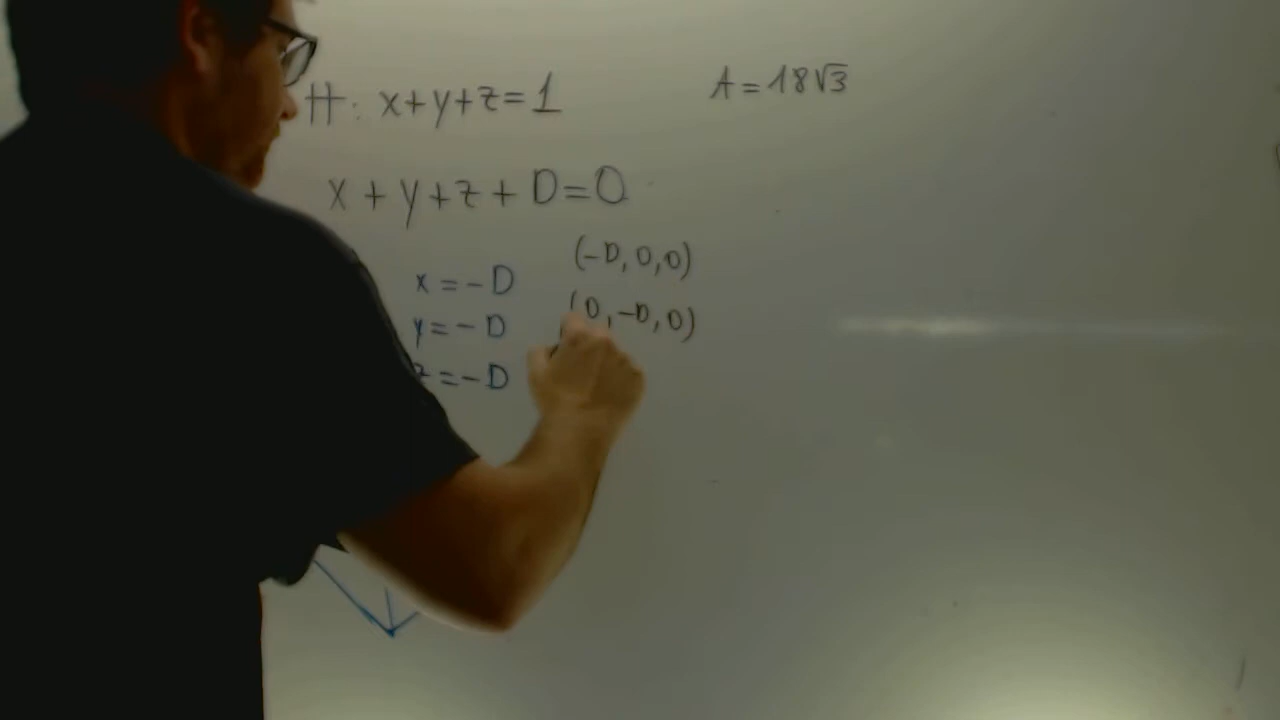 π: x+y+z=1
A=18√3
x+y+z+D=0
x=-D (-D,0,0)
y=-D (0,-D,0)
z=-D